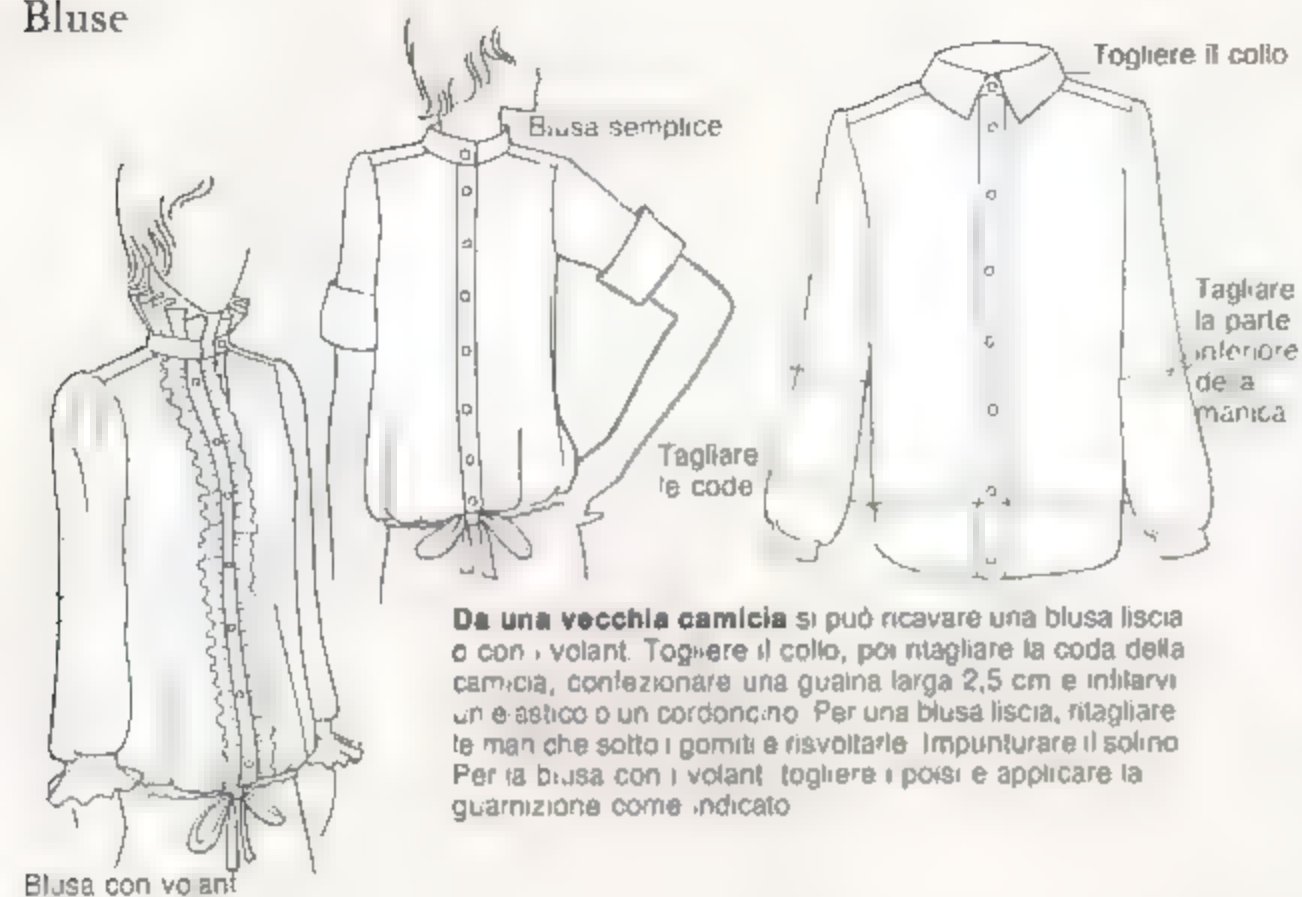 Bluse
Togliere il collo
Blusa semplice
Tagliare
la parte
inferiore
della
manica
Tagliare
le code
Da una vecchia camicia si può ricavare una blusa liscia
o con i volant. Togliere il collo, poi ritagliare la coda della
camicia, confezionare una guaina larga 2,5 cm e infilarvi
un elastico o un cordoncino. Per una blusa liscia, ritagliare
le maniche sotto i gomiti e risvoltarle. Impunturare il solino.
Per la blusa con i volant, togliere i polsi e applicare la
guarnizione come indicato
Blusa con volant